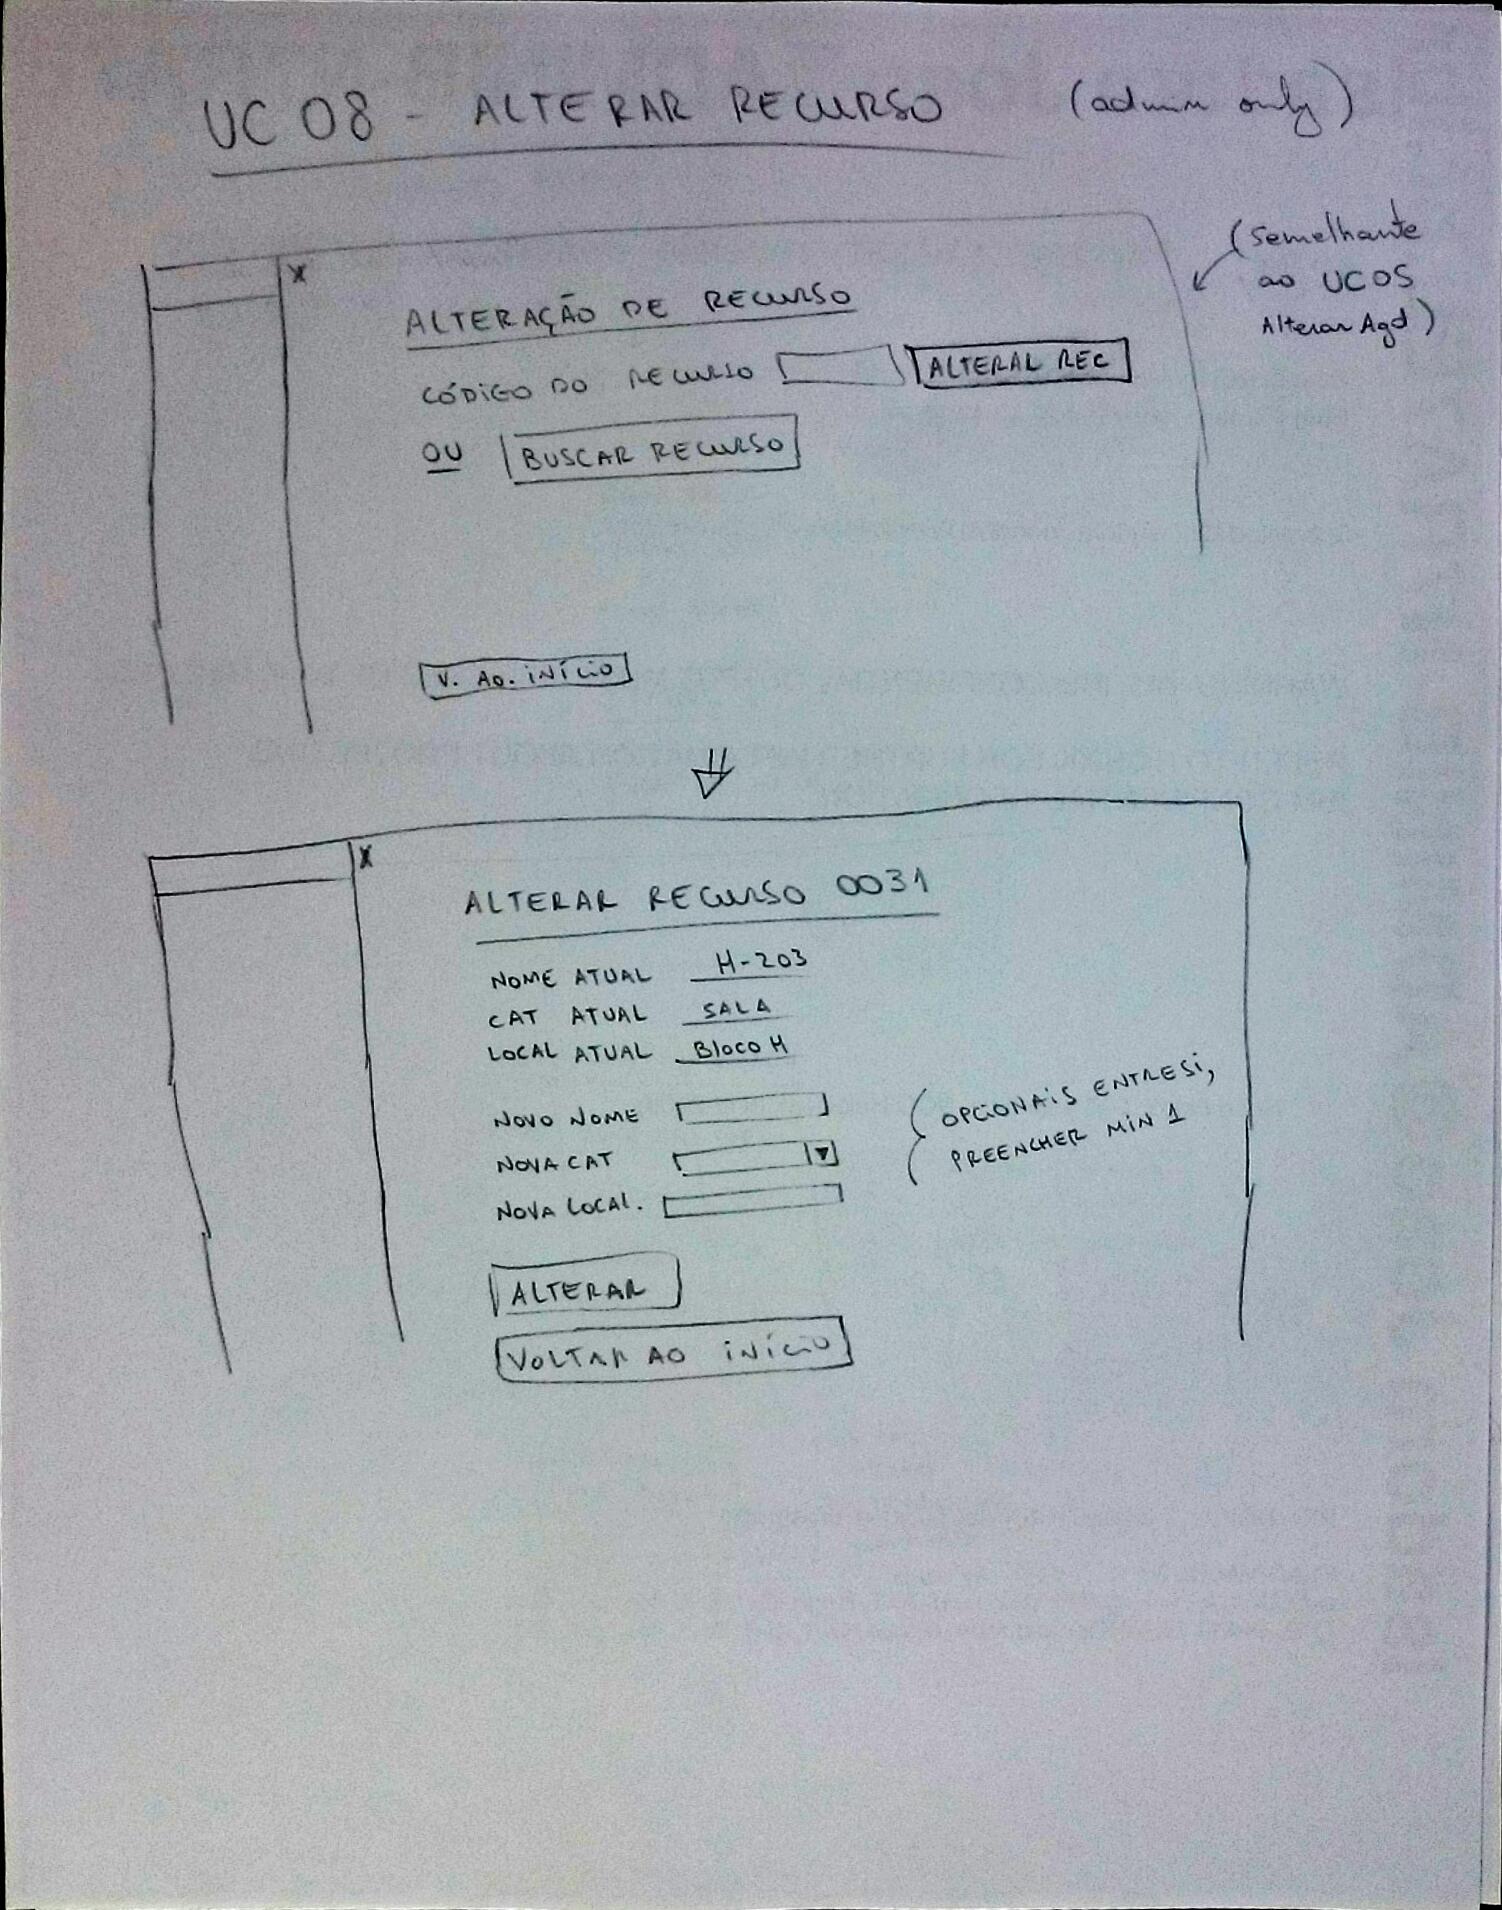 UC 08 - ALTERAR RECURSO (admin only)
(semelhante
ao UC05
Alterar Agd)
X
ALTERAÇÃO DE RECURSO
CÓDIGO DO RECURSO ALTERAL REC
OU BUSCAR RECURSO
V. AO. INÍCIO
X
ALTERAR RECURSO 0031
NOME ATUAL H-203
CAT ATUAL SALA
LOCAL ATUAL Bloco H
NOVO NOME
NOVA CAT
NOVA LOCAL.
(OPCIONAIS ENTRE SI,
PREENCHER MIN 1
ALTERAR
VOLTAR AO INÍCIO